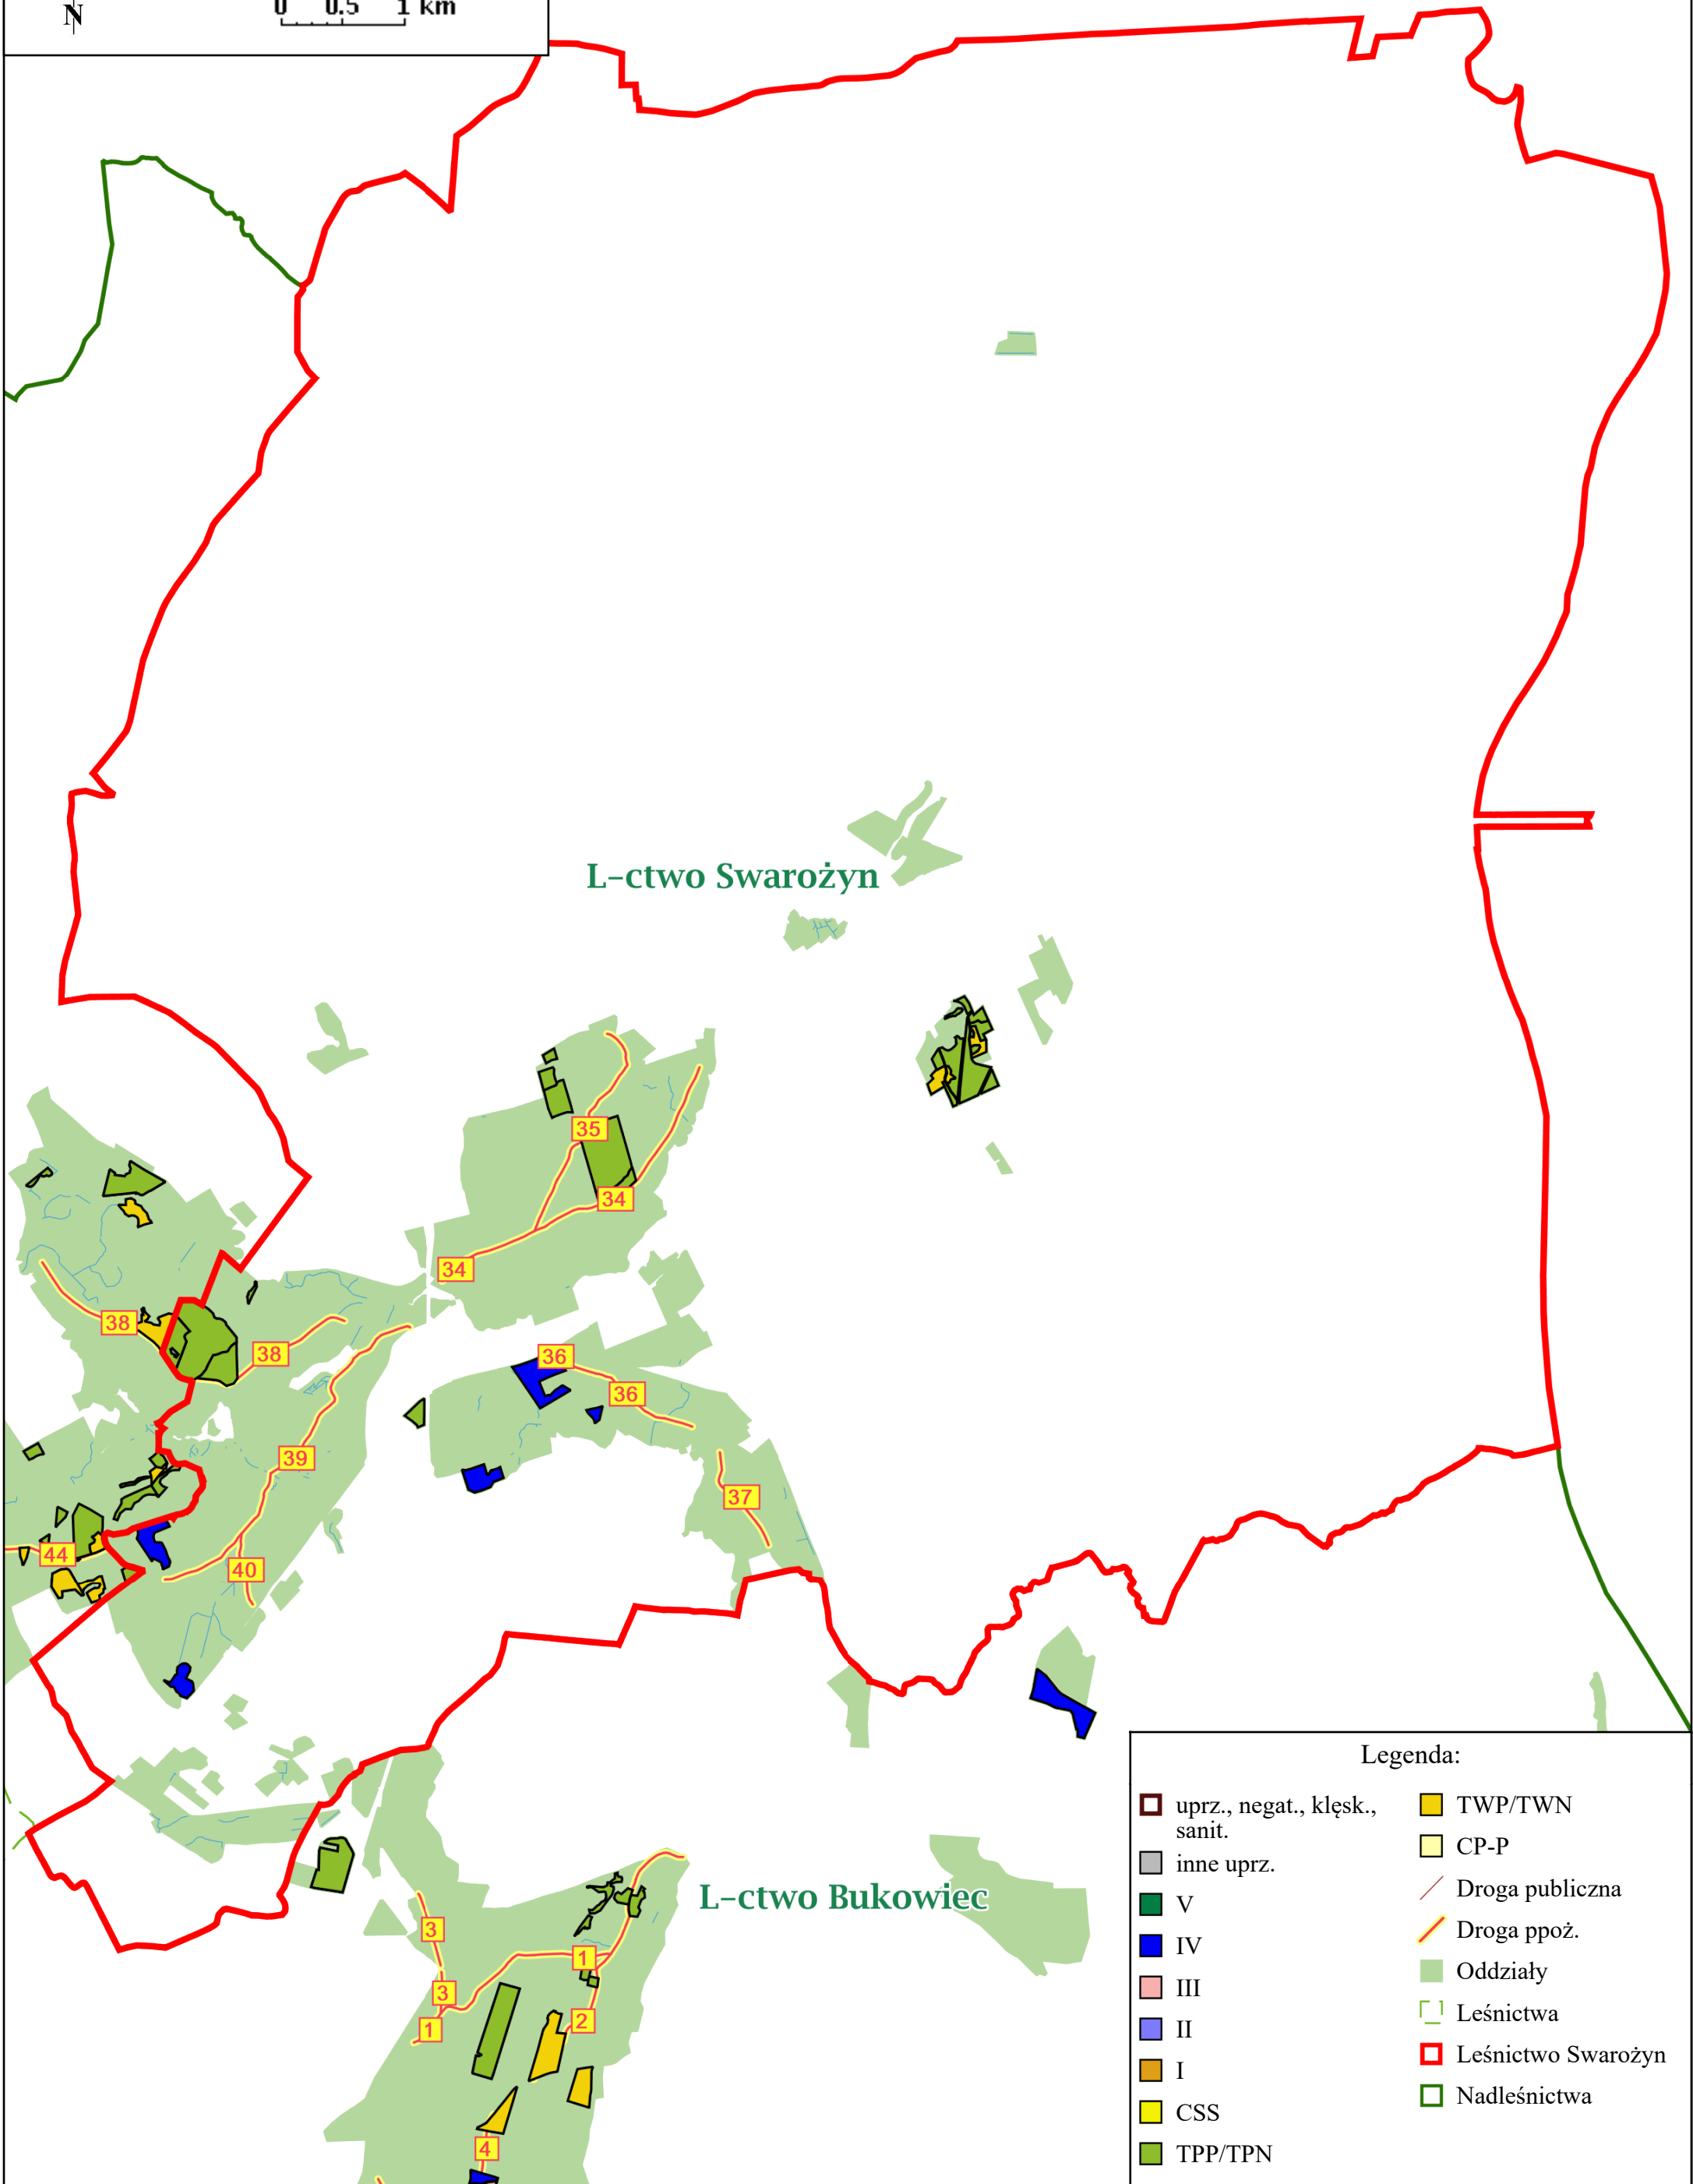 N
0 0.5 1 km
L-ctwo Swarożyn
35
34
34
38
38
36
36
39
37
44
40
L-ctwo Bukowiec
3
1
3
2
1
4
Legenda:
uprz., negat., klęsk.,
sanit.
inne uprz.
V
IV
III
II
I
CSS
TPP/TPN
TWP/TWN
CP-P
Droga publiczna
Droga ppoż.
Oddziały
Leśnictwa
Leśnictwo Swarożyn
Nadleśnictwa